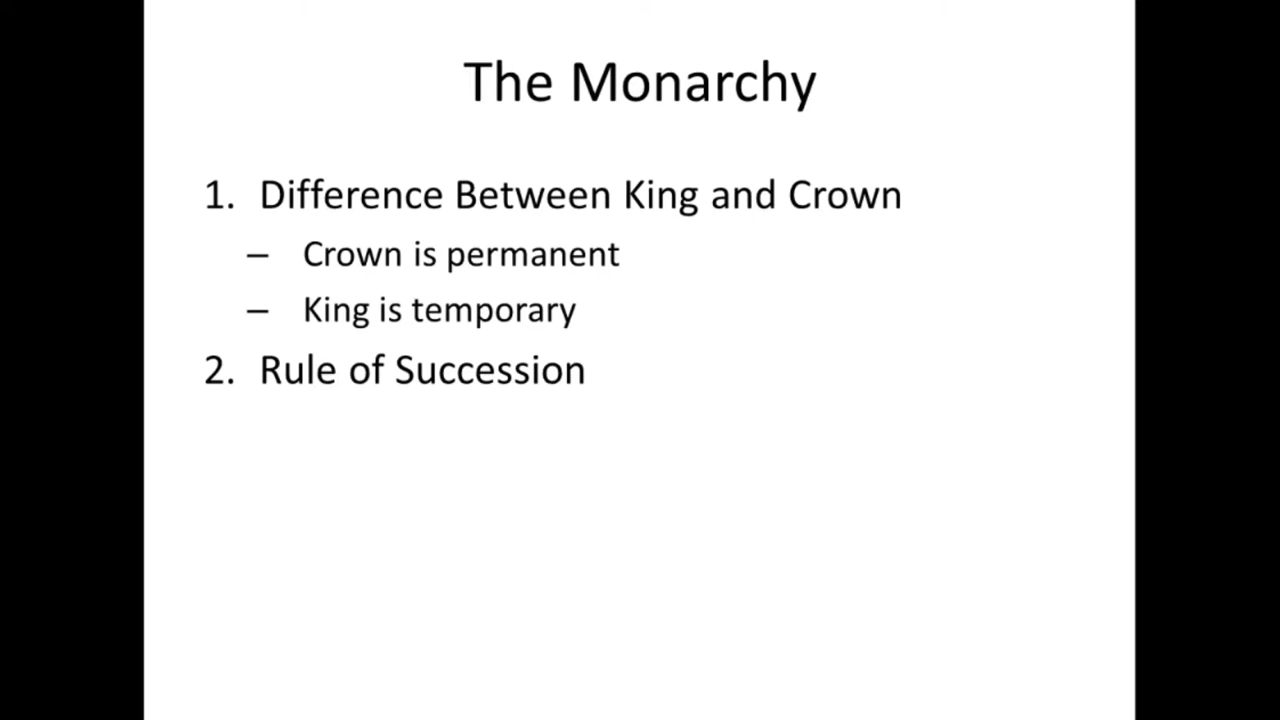 The Monarchy
1. Difference Between King and Crown
– Crown is permanent
– King is temporary
2. Rule of Succession